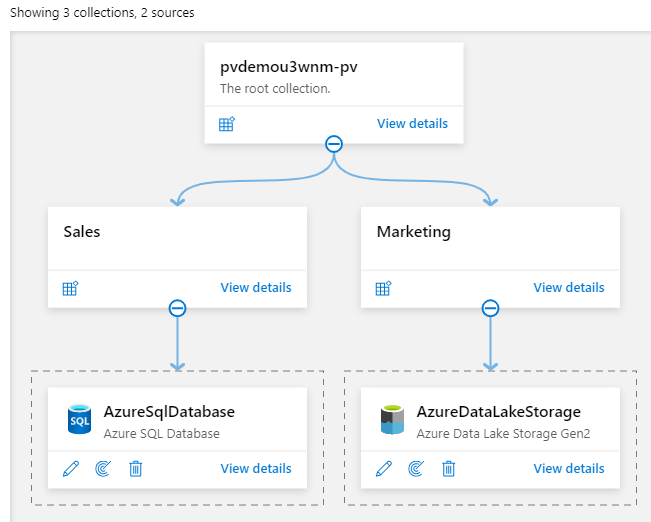 Showing 3 collections, 2 sources
pvdemou3wnm-pv
The root collection.
View details
Sales
View details
Marketing
View details
SQL
AzureSqlDatabase
Azure SQL Database
View details
AzureDataLakeStorage
Azure Data Lake Storage Gen2
View details